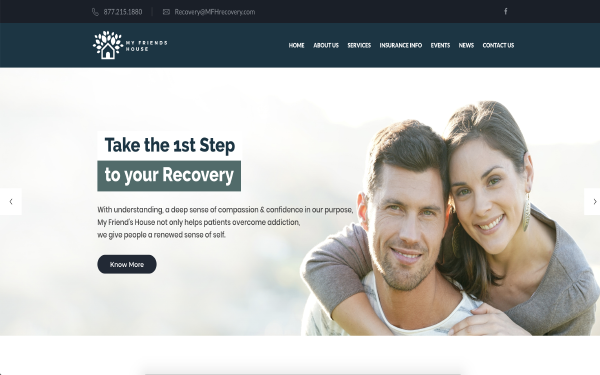 877.215.1880
Recovery@MFHrecovery.com
MY FRIENDS
HOUSE
HOME ABOUT US SERVICES INSURANCE INFO EVENTS NEWS CONTACT US
Take the 1st Step
to your Recovery
With understanding, a deep sense of compassion & confidence in our purpose,
My Friend's House not only helps patients overcome addiction,
we give people a renewed sense of self.
Know More